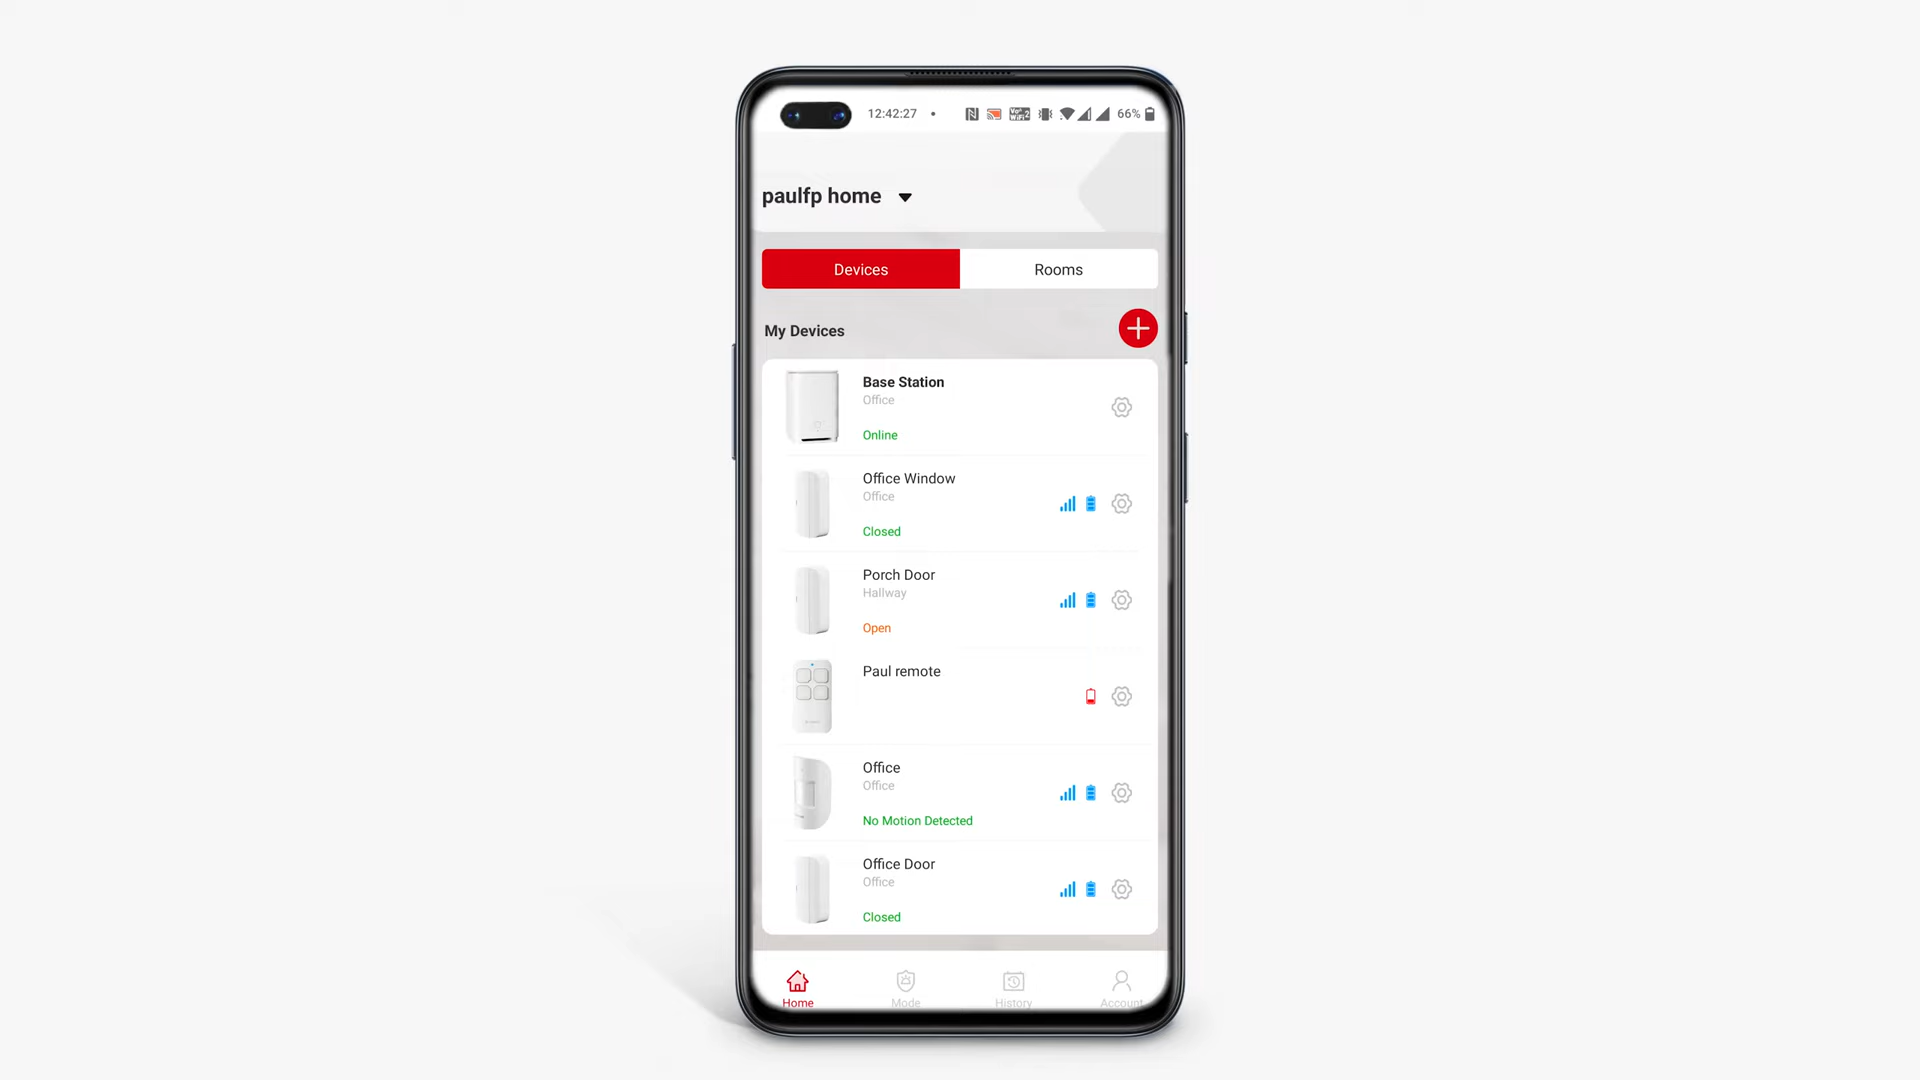 12:42:27
66%
paulfp home
Devices
Rooms
My Devices
Base Station
Office
Online
Office Window
Office
Closed
Porch Door
Hallway
Open
Paul remote
Office
Office
No Motion Detected
Office Door
Office
Closed
Home
Mode
History
Account